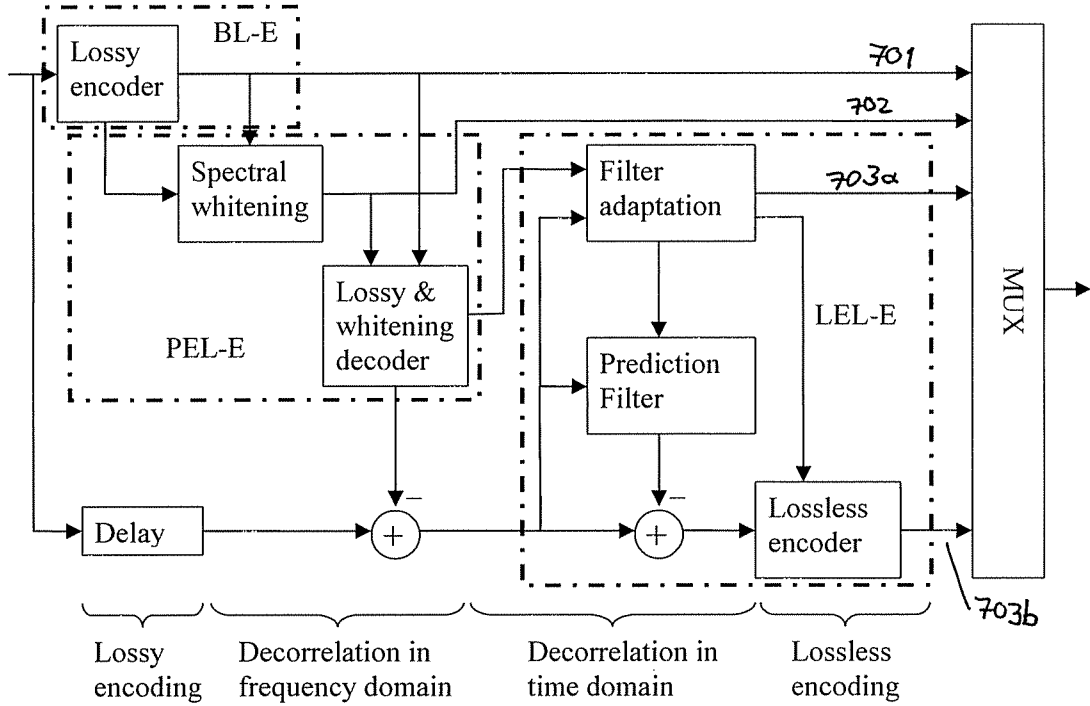 BL-E
Lossy
encoder
701
702
Spectral
whitening
Filter
adaptation
703a
Lossy &
whitening
decoder
PEL-E
LEL-E
MUX
Prediction
Filter
–
–
Delay
+
+
Lossless
encoder
703b
Lossy
encoding
Decorrelation in
frequency domain
Decorrelation in
time domain
Lossless
encoding